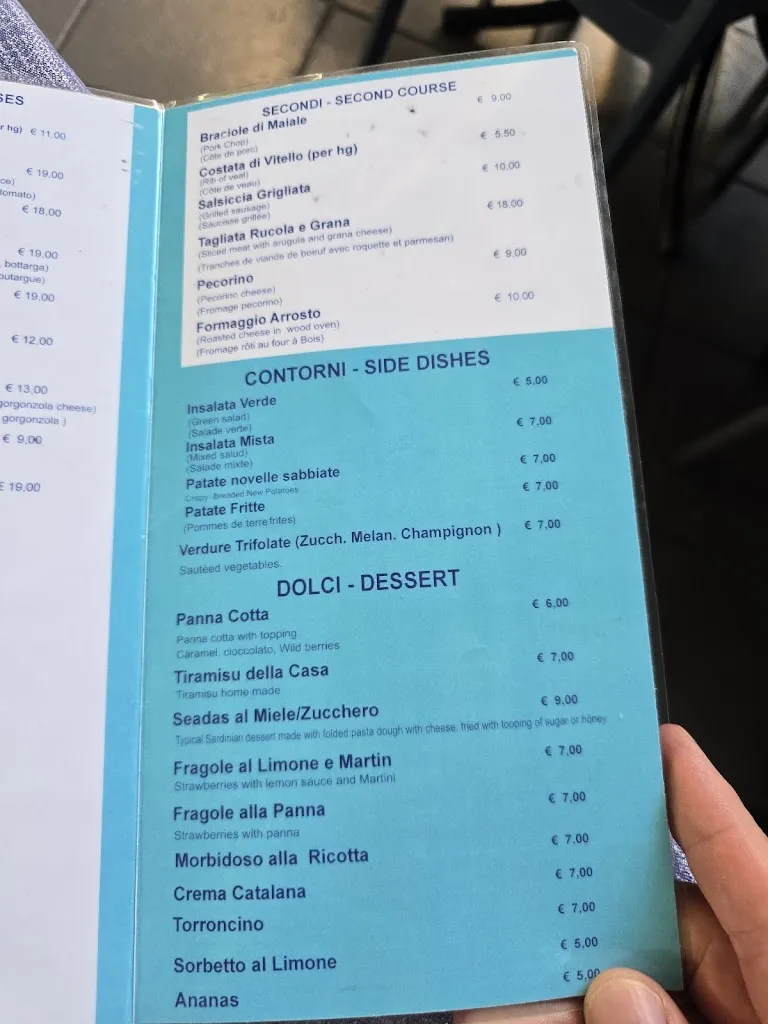 SES
r hg) € 11,00
€ 19,00
ce)
tomato)
€ 18,00
€ 19,00
bottarga)
outargue)
€ 19,00
€ 12,00
€ 13,00
gorgonzola cheese)
gorgonzola )
€ 9,00
€ 19,00
SECONDI - SECOND COURSE
Braciole di Maiale € 9,00
(Pork Chop)
(Côte de porc)
Costata di Vitello (per hg) € 5,50
(Rib of veal)
(Côte de veau)
Salsiccia Grigliata € 10,00
(Grilled sausage)
(Saucisse grillée)
Tagliata Rucola e Grana € 18,00
(Sliced meat with arugula and grana cheese)
(Tranches de viande de boeuf avec roquette et parmesan)
Pecorino € 9,00
(Pecorino cheese)
(Fromage pecorino)
Formaggio Arrosto € 10,00
(Roasted cheese in wood oven)
(Fromage rôti au four à Bois)
CONTORNI - SIDE DISHES
Insalata Verde € 5,00
(Green salad)
(Salade verte)
Insalata Mista € 7,00
(Mixed salud)
(Salade mixte)
Patate novelle sabbiate € 7,00
Crispy Breaded New Potatoes
Patate Fritte € 7,00
(Pommes de terre frites)
Verdure Trifolate (Zucch. Melan. Champignon ) € 7,00
Sautéed vegetables.
DOLCI - DESSERT
Panna Cotta € 6,00
Panna cotta with topping
Caramel, cioccolato, Wild berries
Tiramisu della Casa € 7,00
Tiramisu home made
Seadas al Miele/Zucchero € 9,00
Typical Sardinian dessert made with folded pasta dough with cheese, fried with topping of sugar or honey
Fragole al Limone e Martin € 7,00
Strawberries with lemon sauce and Martini
Fragole alla Panna € 7,00
Strawberries with panna
Morbidoso alla Ricotta € 7,00
Crema Catalana € 7,00
Torroncino € 7,00
Sorbetto al Limone € 5,00
Ananas € 5,00